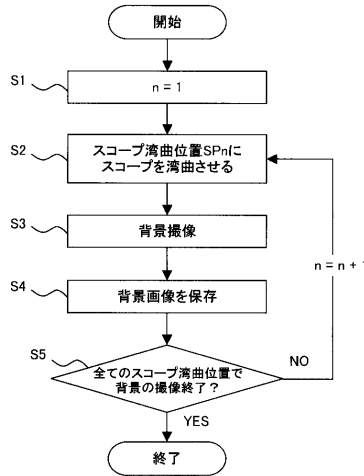 開始
S1
n = 1
S2
スコープ湾曲位置SPnに
スコープを湾曲させる
S3
背景撮像
n = n +
S4
背景画像を保存
S5
全てのスコープ湾曲位置で
背景の撮像終了？
NO
YES
終了